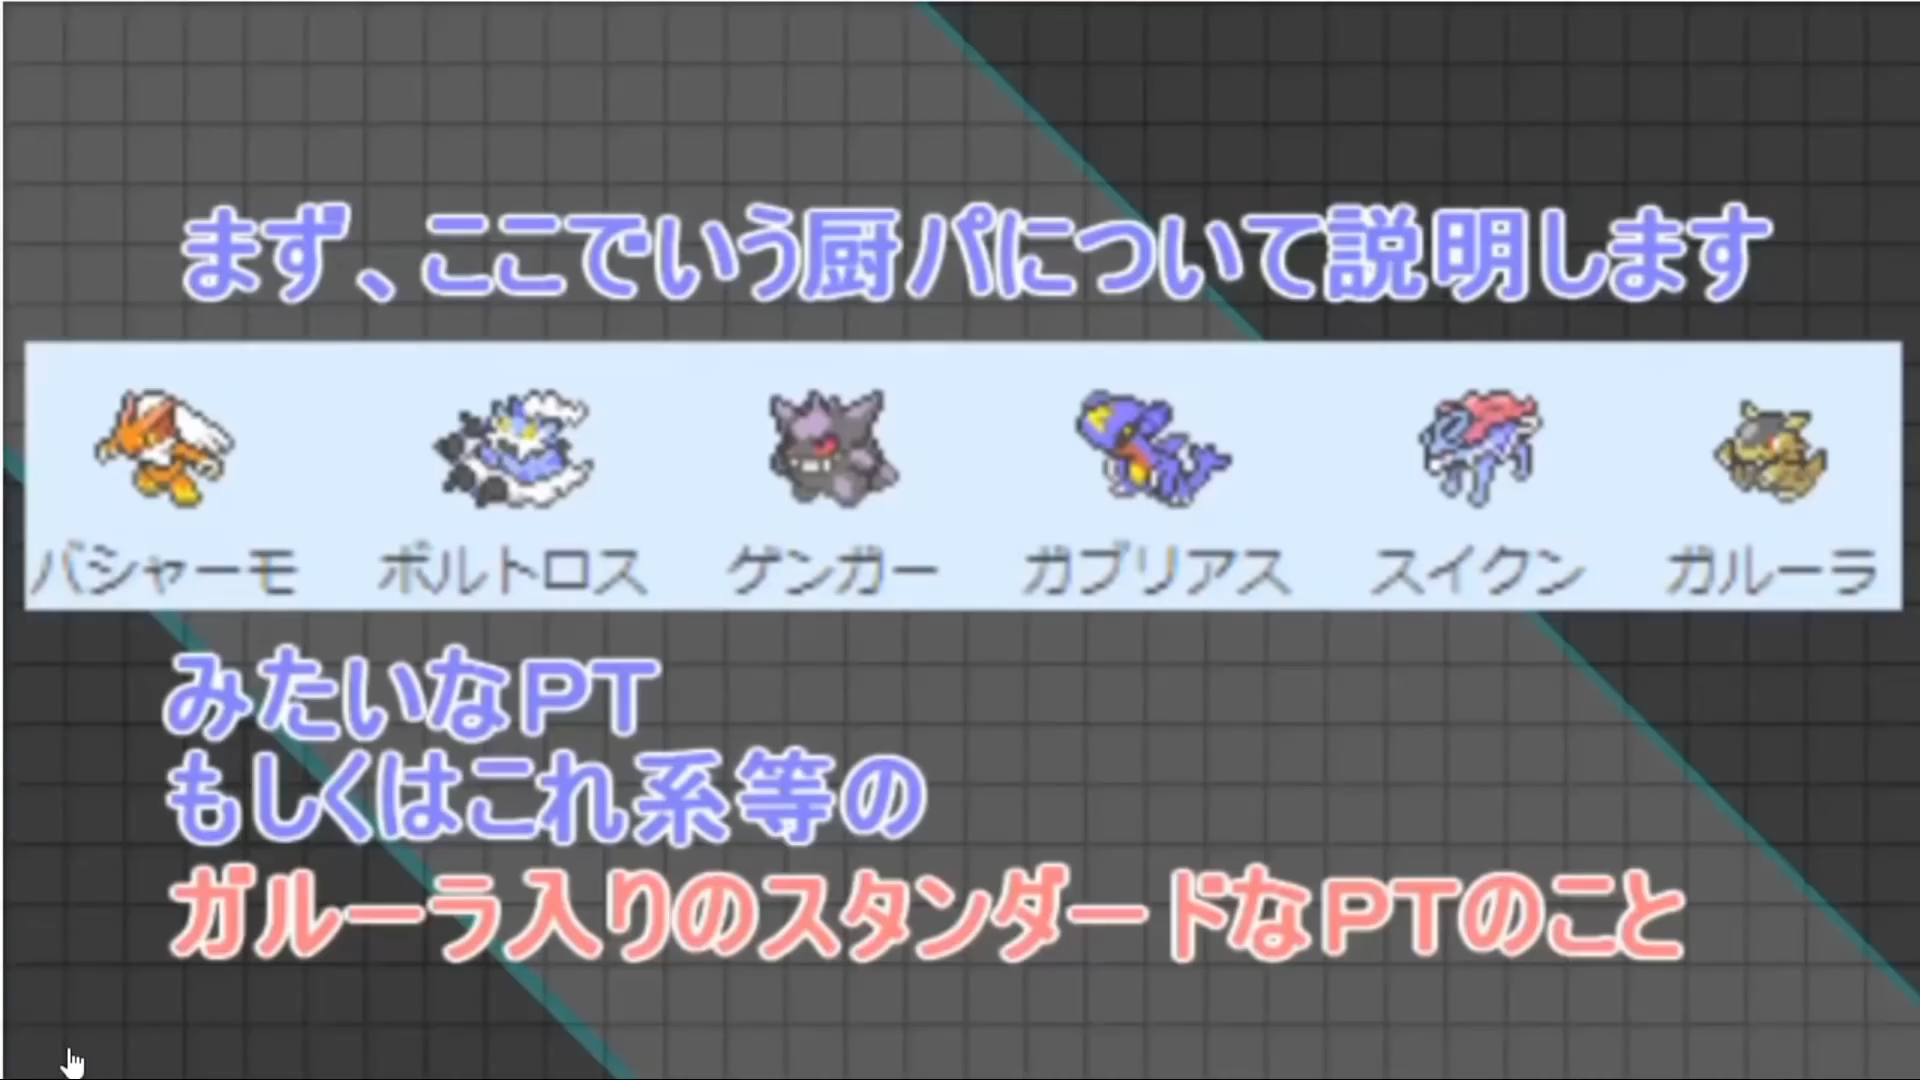 まず、ここでいう厨パについて説明します
バシャーモ ボルトロス ゲンガー ガブリアス スイクン ガルーラ
みたいなPT
もしくはこれ系等の
ガルーラ入りのスタンダードなPTのこと